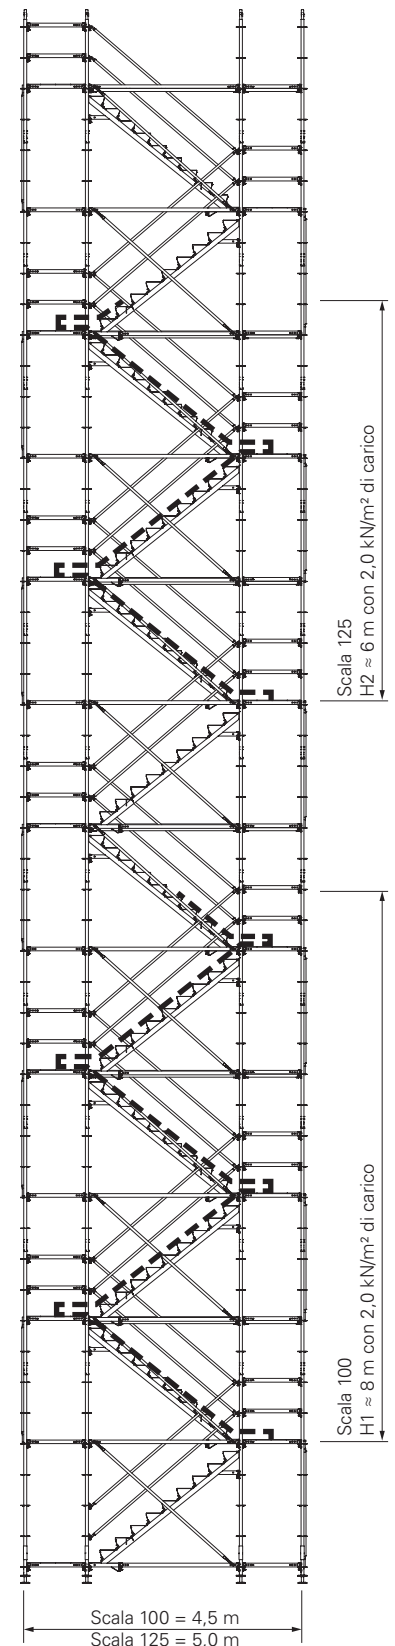 Scala 125
H2 ≈ 6 m con 2,0 kN/m² di carico
Scala 100
H1 ≈ 8 m con 2,0 kN/m² di carico
Scala 100 = 4,5 m
Scala 125 = 5,0 m